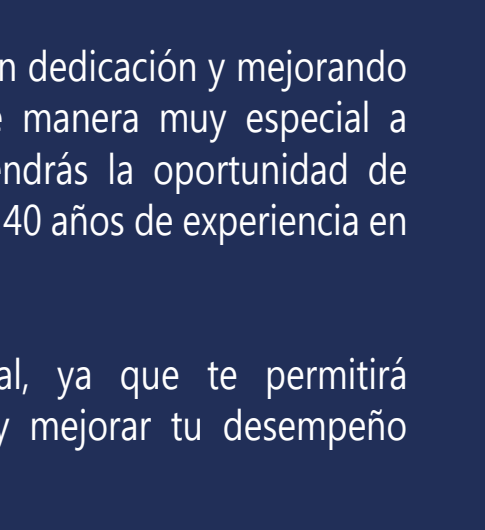 n dedicación y mejorando
manera muy especial a
endrás la oportunidad de
40 años de experiencia en
al, ya que te permitirá
y mejorar tu desempeño